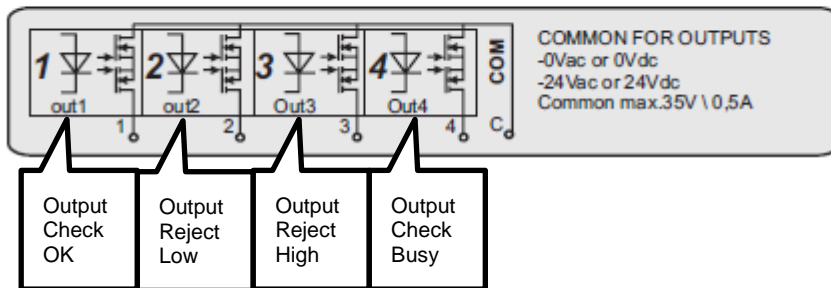 1 2 3 4 COM
out1 out2 Out3 Out4
1 2 3 4 C
COMMON FOR OUTPUTS
-0Vac or 0Vdc
-24Vac or 24Vdc
Common max.35V \ 0,5A
Output
Check
OK
Output
Reject
Low
Output
Reject
High
Output
Check
Busy